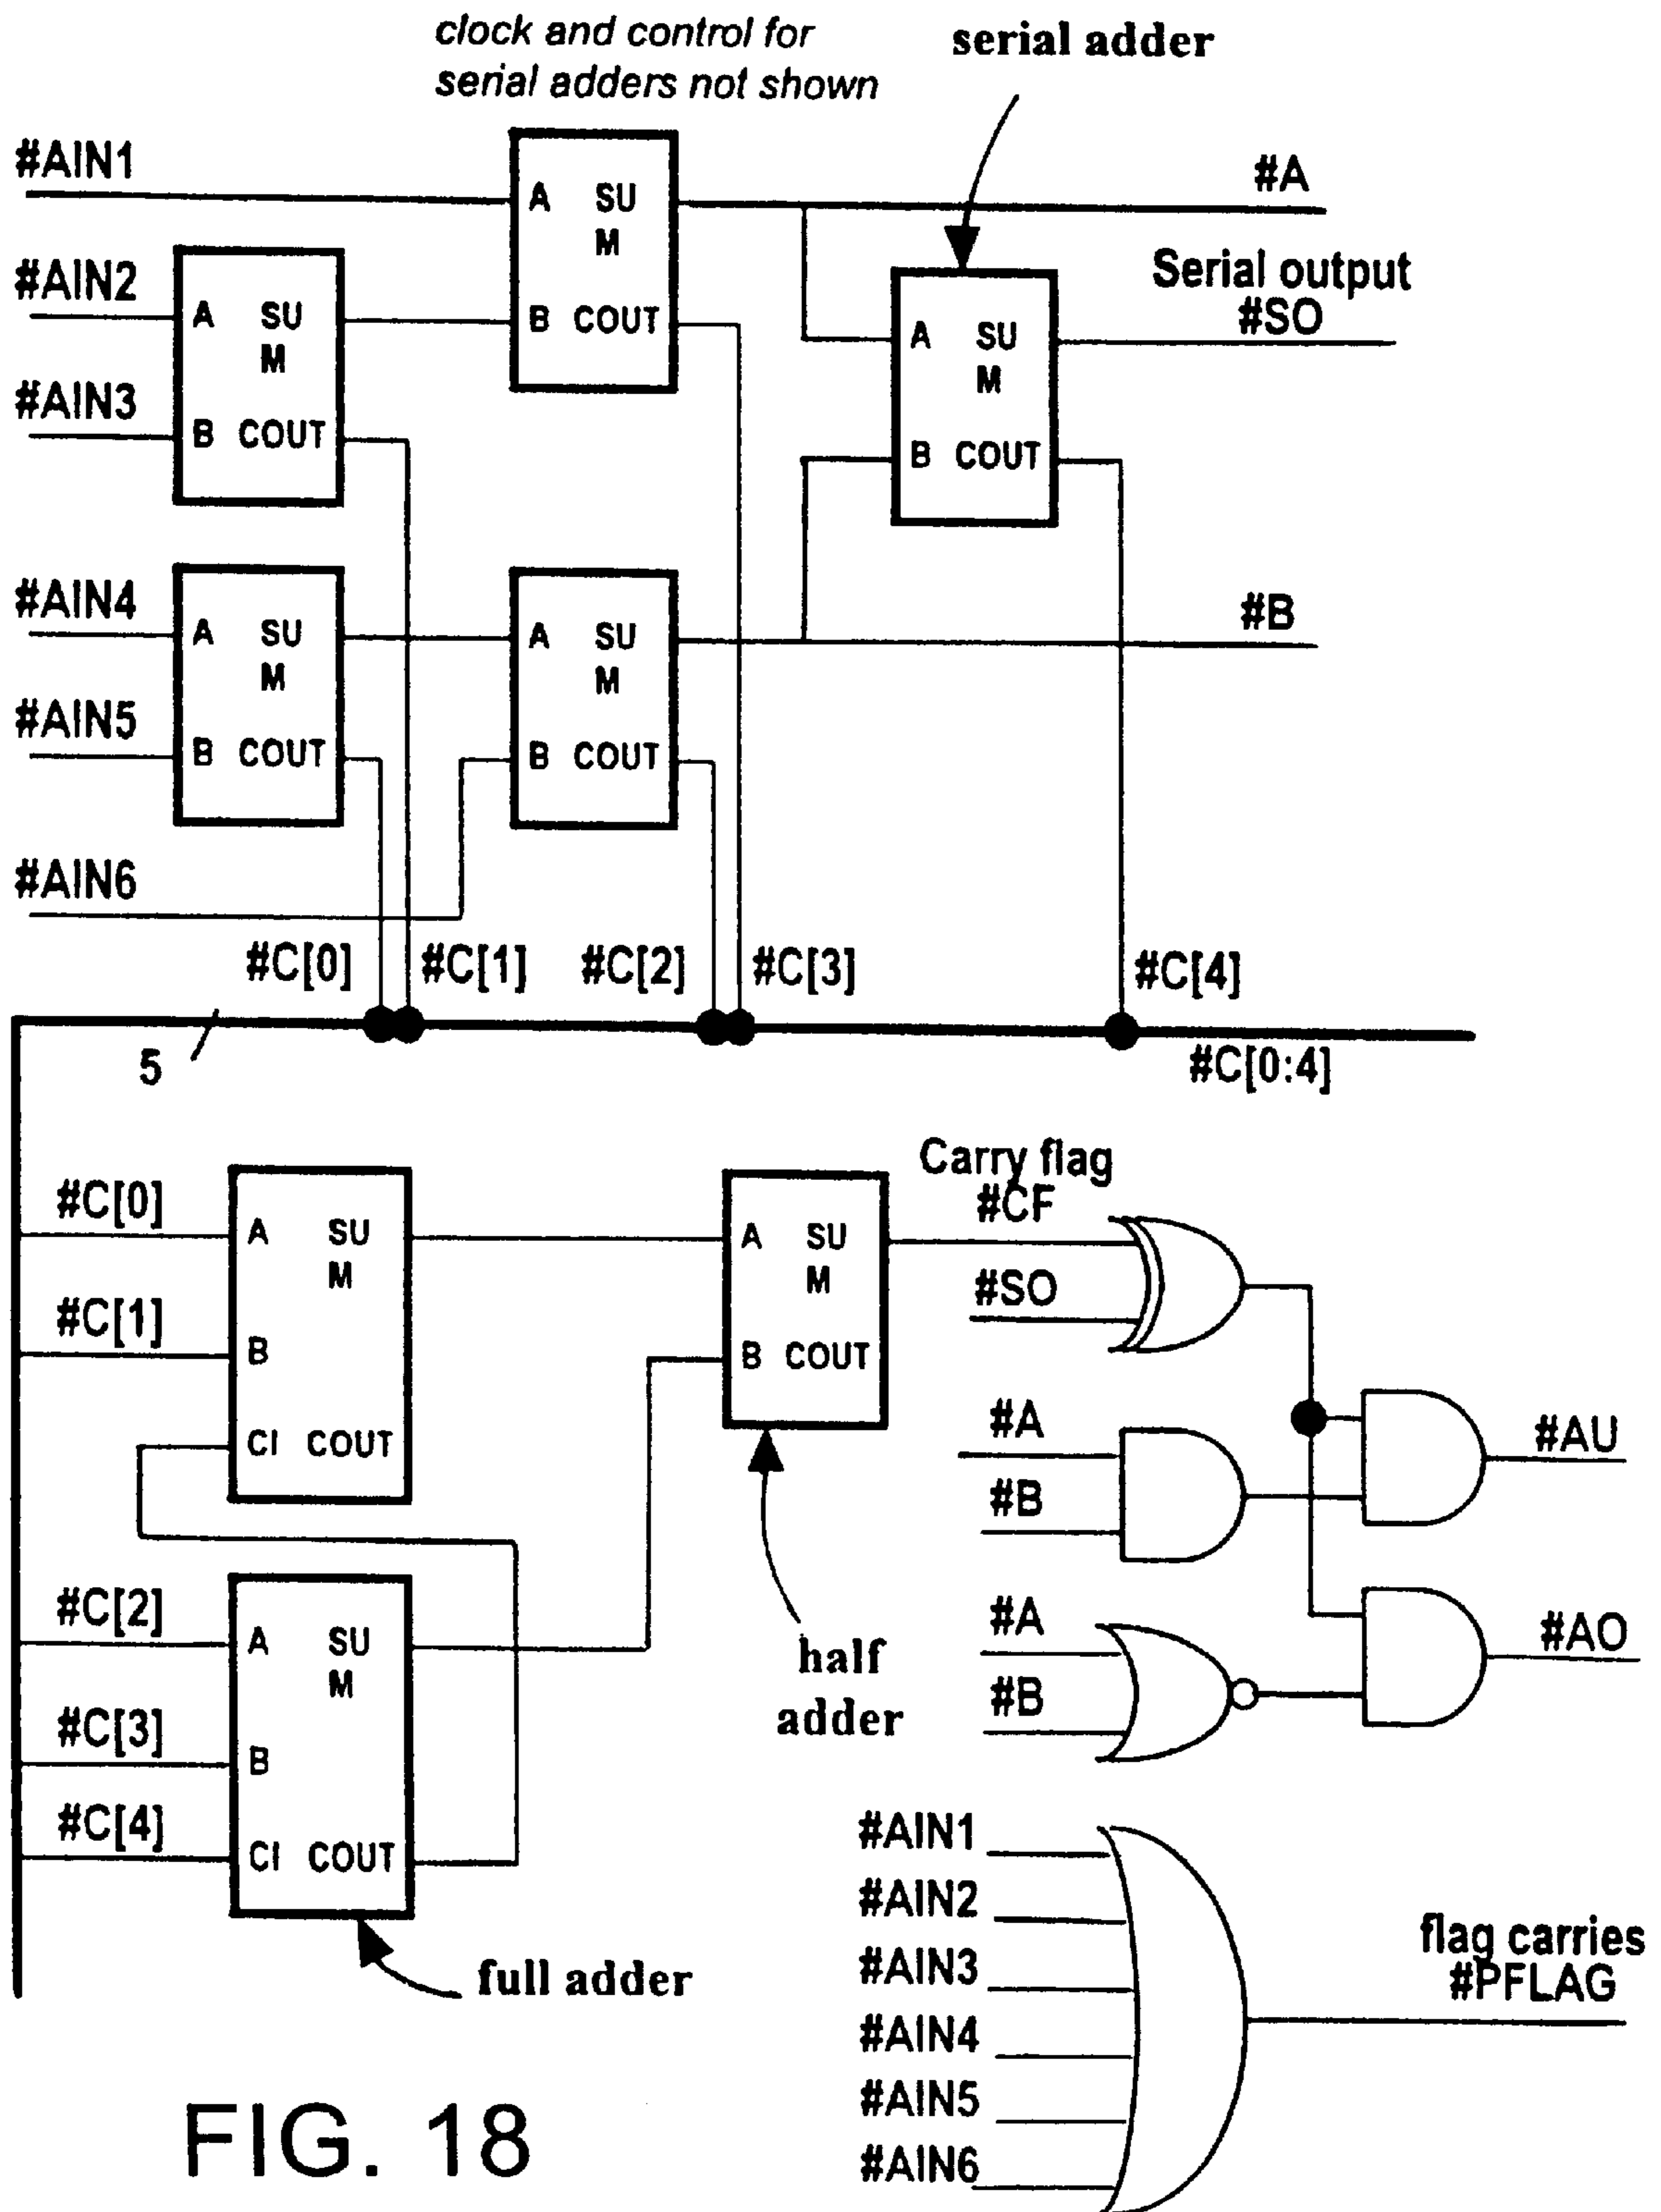 clock and control for
serial adders not shown
serial adder
#AIN1
A SU
M
B COUT
#A
#AIN2
A SU
M
#AIN3
B COUT
Serial output
#SO
A SU
M
B COUT
#AIN4
A SU
M
#AIN5
B COUT
A SU
M
B COUT
#B
#AIN6
#C[0]
#C[1]
#C[2]
#C[3]
#C[4]
5
#C[0:4]
#C[0]
A SU
M
#C[1]
B
CI COUT
A SU
M
B COUT
Carry flag
#CF
#SO
#A
#B
#AU
#C[2]
A SU
M
#C[3]
B
#C[4]
CI COUT
half
adder
#A
#B
#AO
full adder
#AIN1
#AIN2
#AIN3
#AIN4
#AIN5
#AIN6
flag carries
#PFLAG
FIG. 18